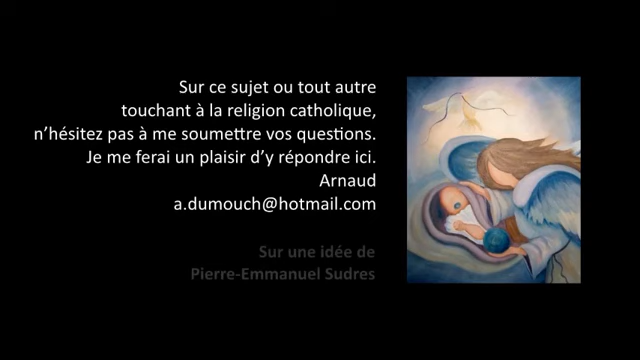 Sur ce sujet ou tout autre
touchant à la religion catholique,
n'hésitez pas à me soumettre vos questions.
Je me ferai un plaisir d'y répondre ici.
Arnaud
a.dumouch@hotmail.com
Sur une idée de
Pierre-Emmanuel Sudres